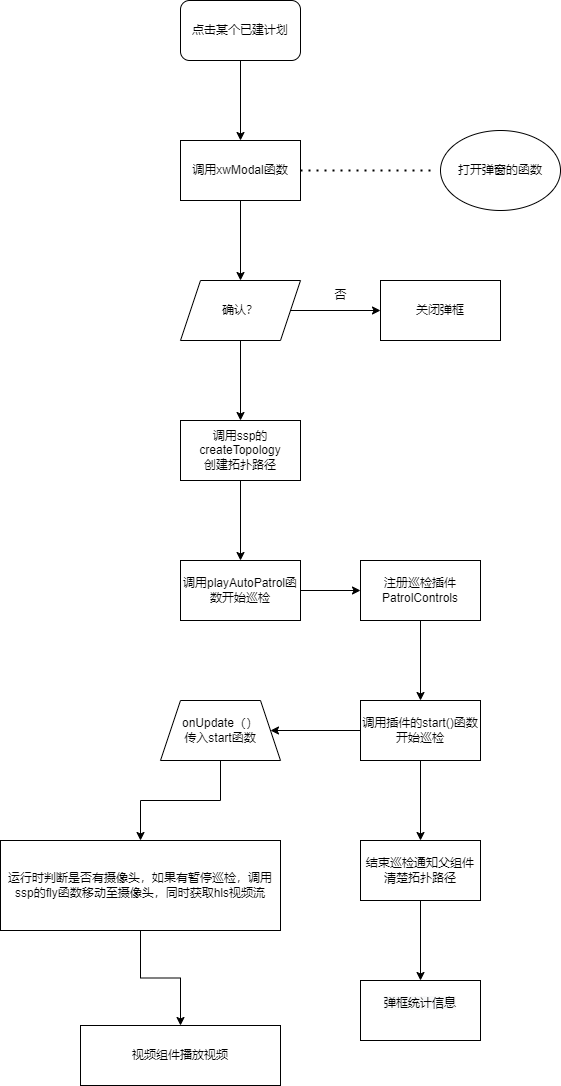 点击某个已建计划
调用xwModal函数
打开弹窗的函数
确认？
否
关闭弹框
调用ssp的
createTopology
创建拓扑路径
调用playAutoPatrol函
数开始巡检
注册巡检插件
PatrolControls
onUpdate（）
传入start函数
调用插件的start()函数
开始巡检
运行时判断是否有摄像头，如果有暂停巡检，调用
ssp的fly函数移动至摄像头，同时获取hls视频流
结束巡检通知父组件
清楚拓扑路径
弹框统计信息
视频组件播放视频